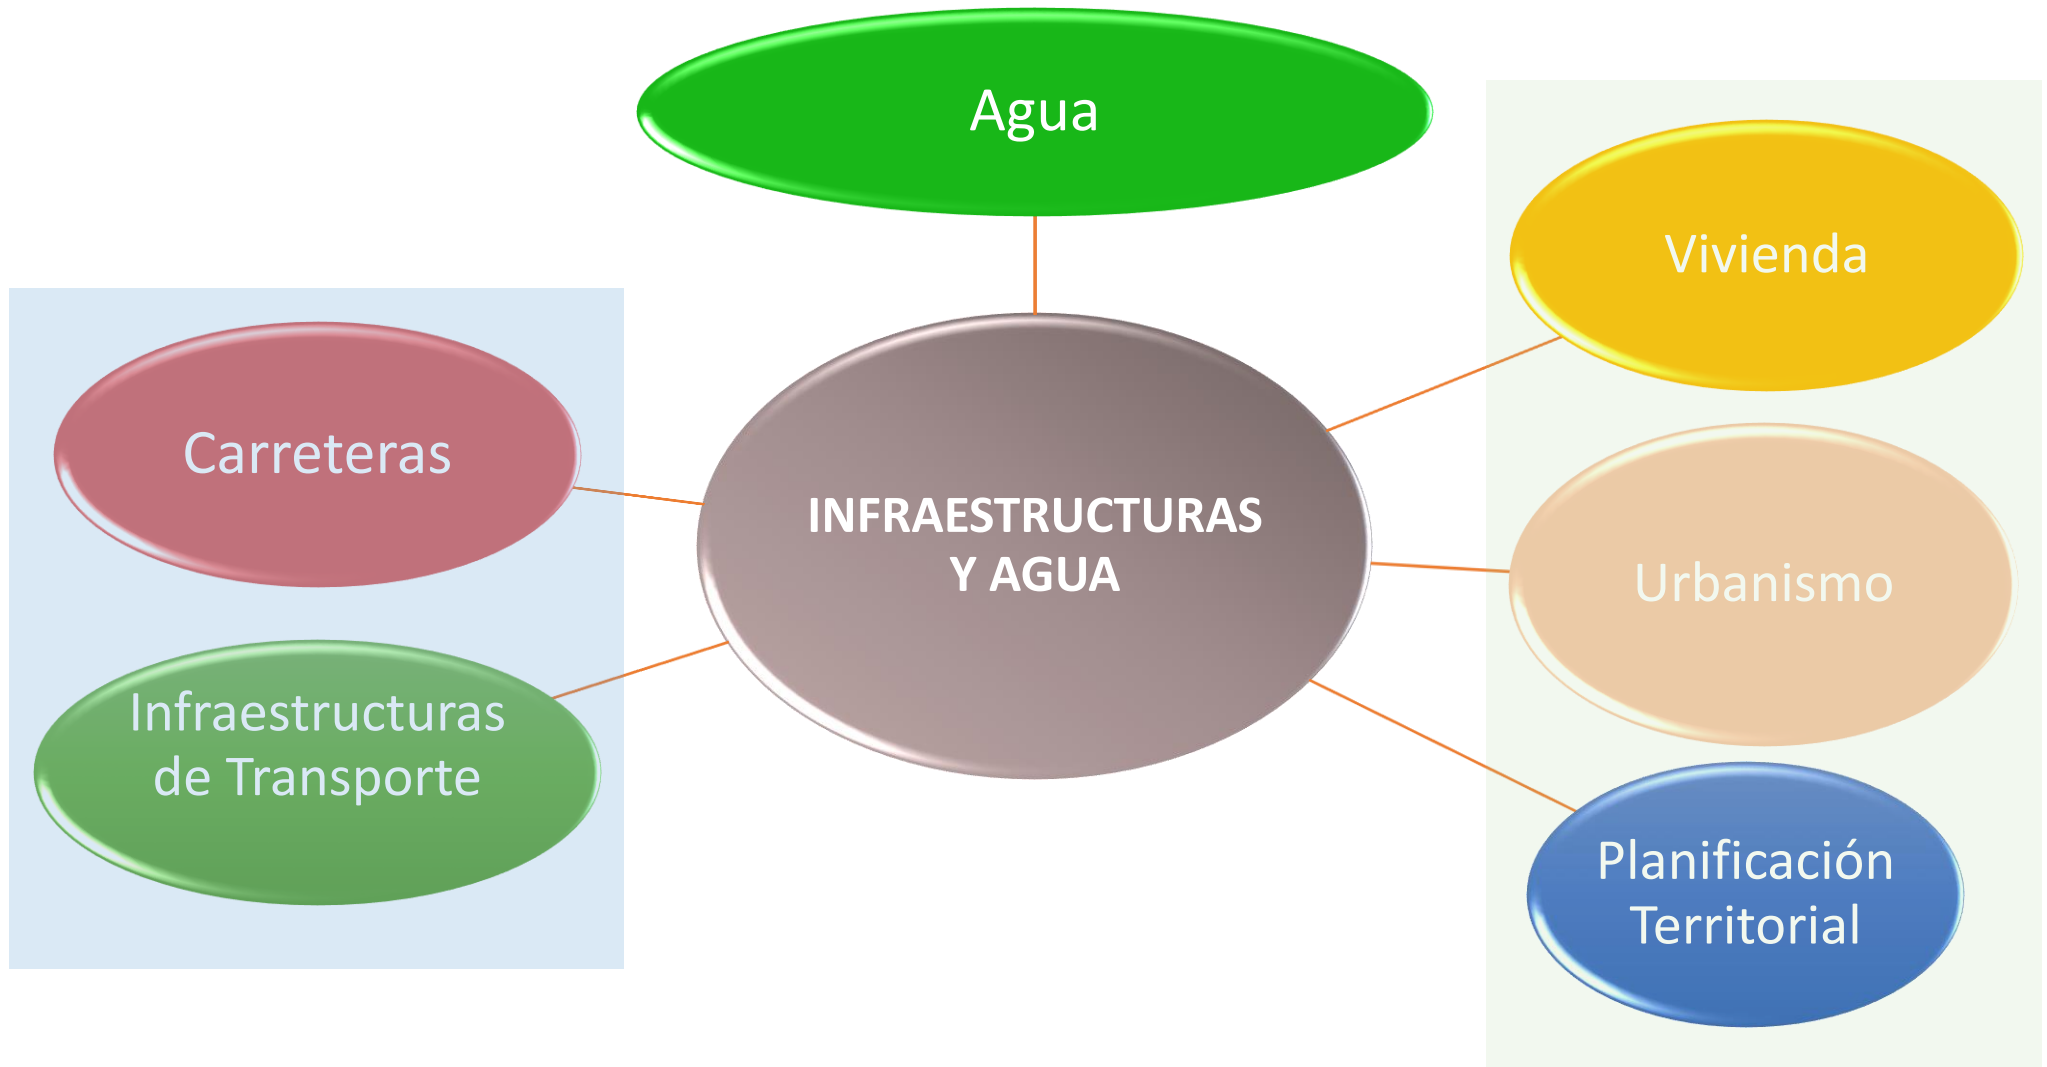 Agua
Vivienda
Carreteras
INFRAESTRUCTURAS
Y AGUA
Urbanismo
Infraestructuras
de Transporte
Planificación
Territorial